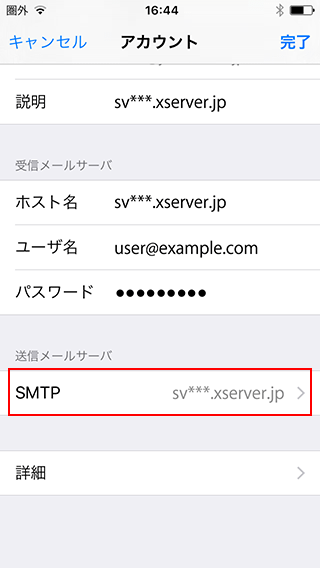 圏外 16:44
キャンセル アカウント 完了
説明 sv***.xserver.jp
受信メールサーバ
ホスト名 sv***.xserver.jp
ユーザ名 user@example.com
パスワード ●●●●●●●●●
送信メールサーバ
SMTP sv***.xserver.jp
詳細